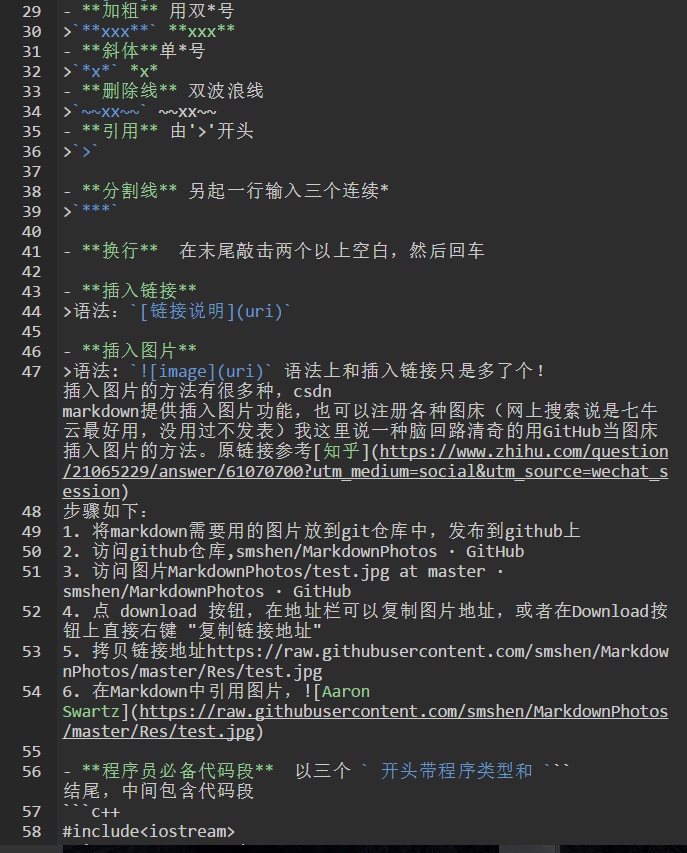 29 - **加粗** 用双*号
30 >`**xxx**` **xxx**
31 - **斜体**单*号
32 >`*x*` *x*
33 - **删除线** 双波浪线
34 >`~~xx~~` ~~xx~~
35 - **引用** 由'>'开头
36 >`>`
37
38 - **分割线** 另起一行输入三个连续*
39 >`***`
40
41 - **换行**  在末尾敲击两个以上空白，然后回车
42
43 - **插入链接**
44 >语法：`[链接说明](uri)`
45
46 - **插入图片**
47 >语法：`![image](uri)` 语法上和插入链接只是多了个！
插入图片的方法有很多种，csdn
markdown提供插入图片功能，也可以注册各种图床（网上搜索说是七牛
云最好用，没用过不发表）我这里说一种脑回路清奇的用GitHub当图床
插入图片的方法。原链接参考[知乎](https://www.zhihu.com/question
/21065229/answer/61070700?utm_medium=social&utm_source=wechat_s
ession)
48 步骤如下：
49 1. 将markdown需要用的图片放到git仓库中，发布到github上
50 2. 访问github仓库,smshen/MarkdownPhotos · GitHub
51 3. 访问图片MarkdownPhotos/test.jpg at master ·
smshen/MarkdownPhotos · GitHub
52 4. 点 download 按钮，在地址栏可以复制图片地址，或者在Download按
钮上直接右键 "复制链接地址"
53 5. 拷贝链接地址https://raw.githubusercontent.com/smshen/Markdow
nPhotos/master/Res/test.jpg
54 6. 在Markdown中引用图片，![Aaron
Swartz](https://raw.githubusercontent.com/smshen/MarkdownPhotos
/master/Res/test.jpg)
55
56 - **程序员必备代码段**  以三个 ` 开头带程序类型和 ```
结尾，中间包含代码段
57 ```c++
58 #include<iostream>